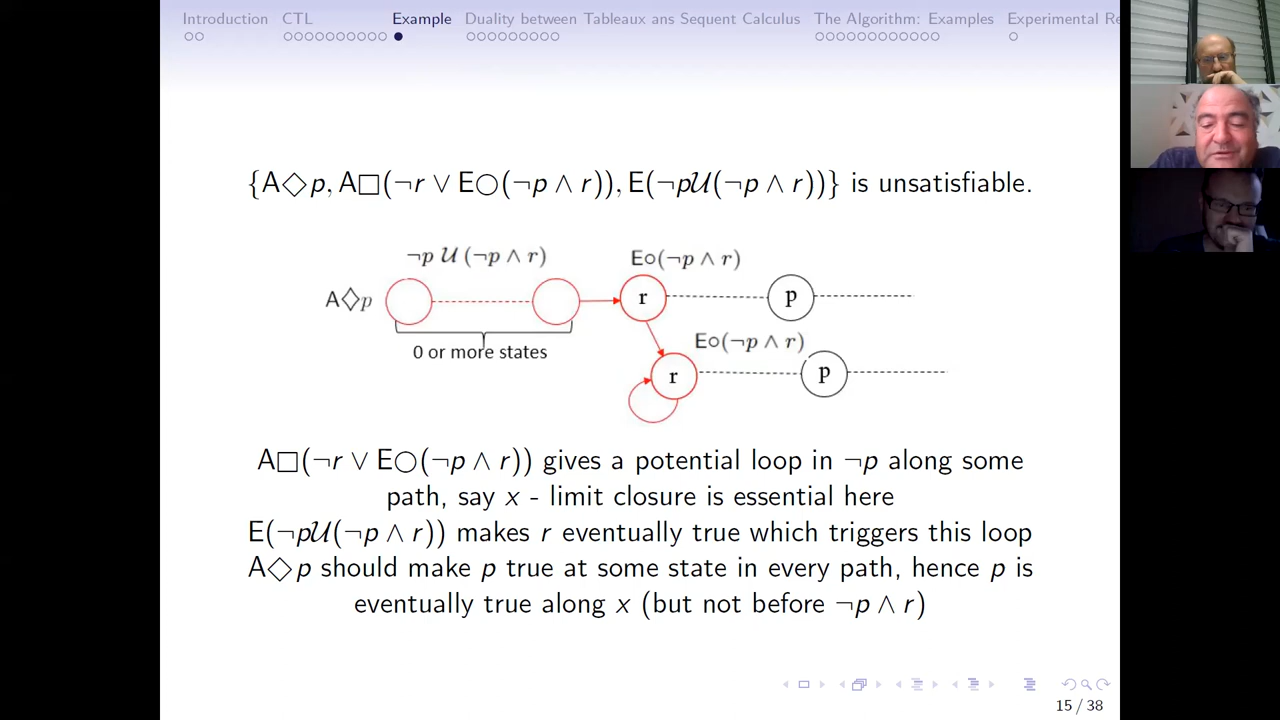 Introduction CTL Example Duality between Tableaux ans Sequent Calculus The Algorithm: Examples Experimental Re
{A◇p, A□(¬r ∨ E○(¬p ∧ r)), E(¬p𝒰(¬p ∧ r))} is unsatisfiable.
¬p 𝒰 (¬p ∧ r) E○(¬p ∧ r)
A◇p r p
0 or more states E○(¬p ∧ r)
r p
A□(¬r ∨ E○(¬p ∧ r)) gives a potential loop in ¬p along some
path, say x - limit closure is essential here
E(¬p𝒰(¬p ∧ r)) makes r eventually true which triggers this loop
A◇p should make p true at some state in every path, hence p is
eventually true along x (but not before ¬p ∧ r)
15 / 38